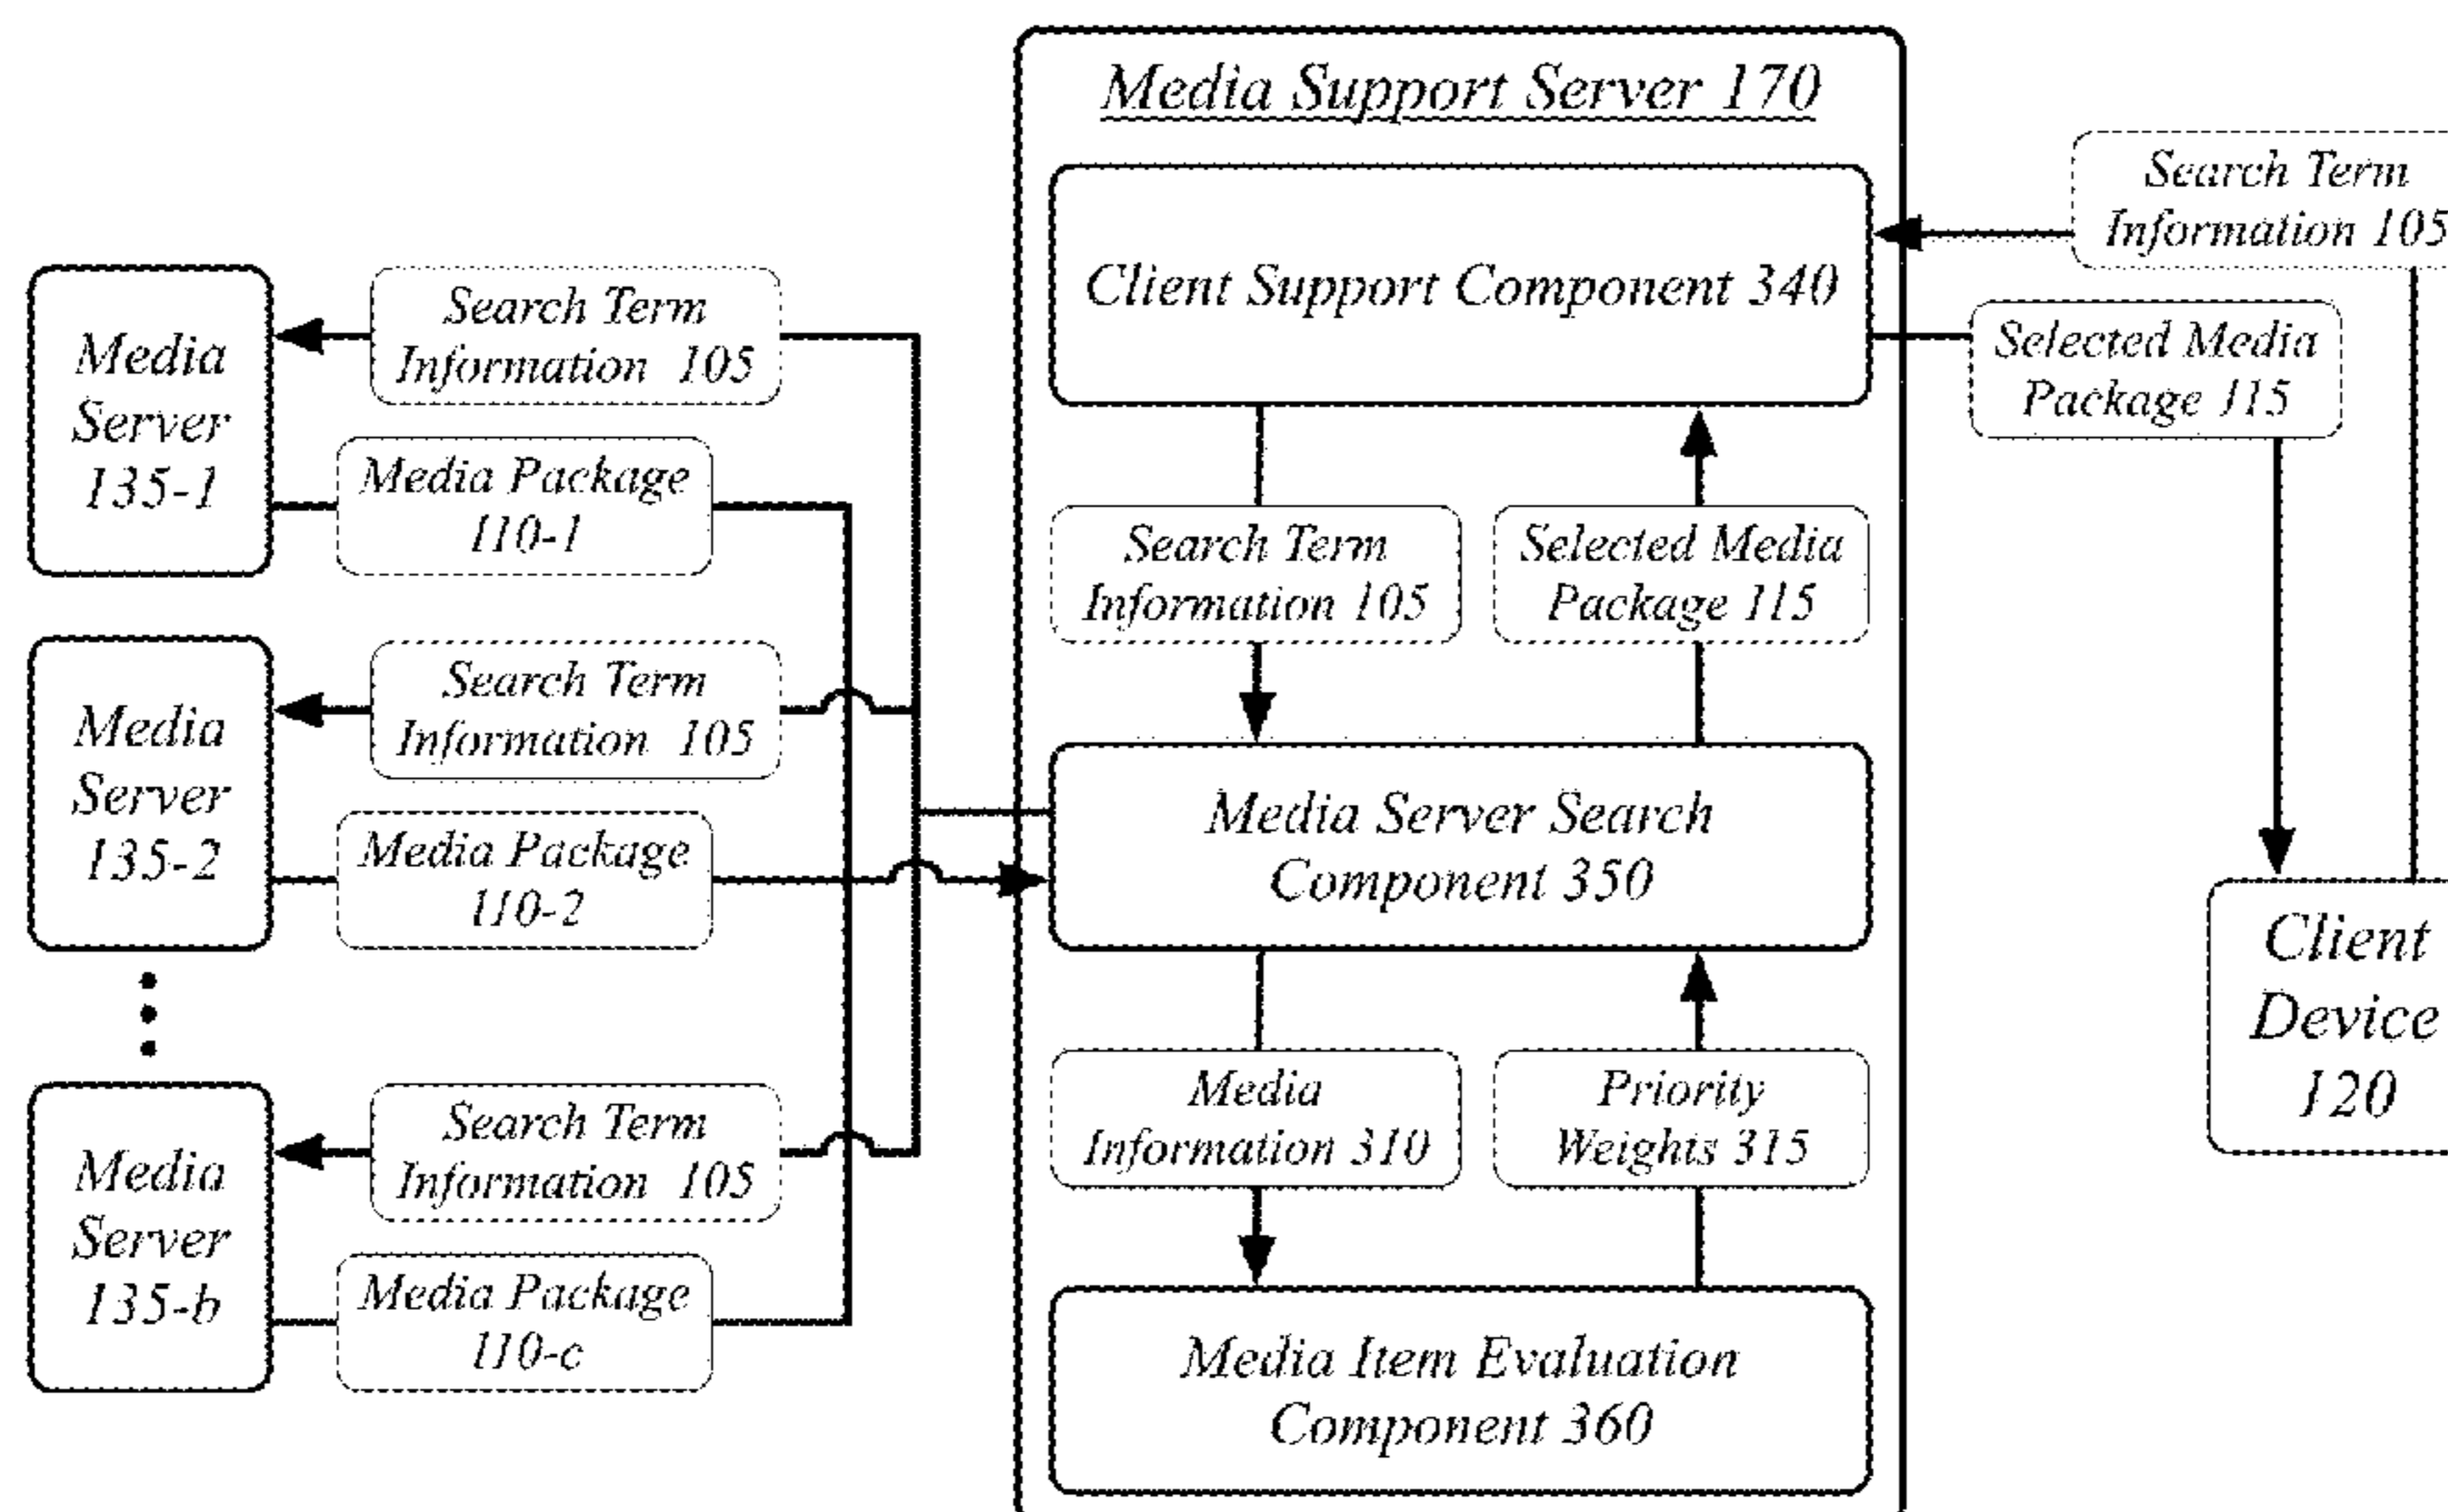 Media Support Server 170
Client Support Component 340
Search Term
Information 105
Selected Media
Package 115
Media
Server
135-1
Search Term
Information 105
Media Package
110-1
Search Term
Information 105
Selected Media
Package 115
Media
Server
135-2
Search Term
Information 105
Media Package
110-2
Media Server Search
Component 350
Client
Device
120
Media
Information 310
Priority
Weights 315
Media
Server
135-b
Search Term
Information 105
Media Package
110-c
Media Item Evaluation
Component 360